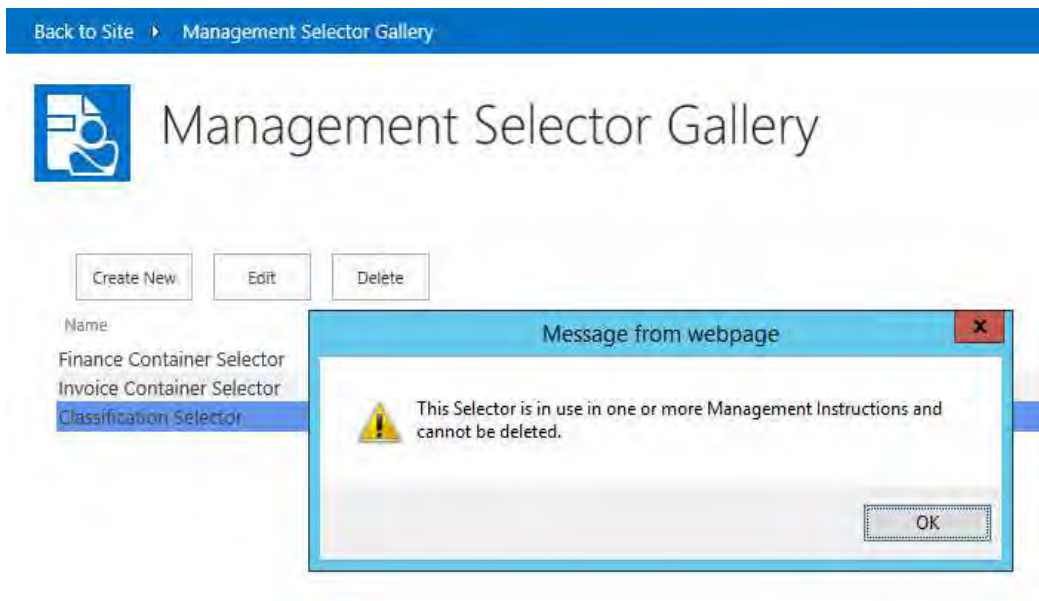 Back to Site ▸ Management Selector Gallery
Management Selector Gallery
Create New Edit Delete
Name
Finance Container Selector
Invoice Container Selector
Classification Selector
Message from webpage
x
This Selector is in use in one or more Management Instructions and
cannot be deleted.
OK